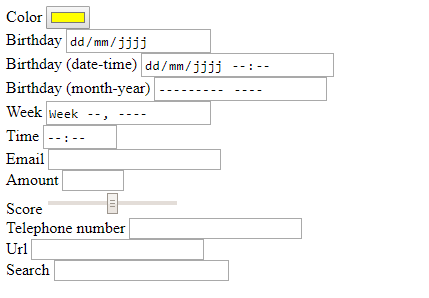 Color
Birthday dd/mm/jjjj
Birthday (date-time) dd/mm/jjjj --:--
Birthday (month-year) --------- ----
Week Week --, ----
Time --:--
Email
Amount
Score
Telephone number
Url
Search